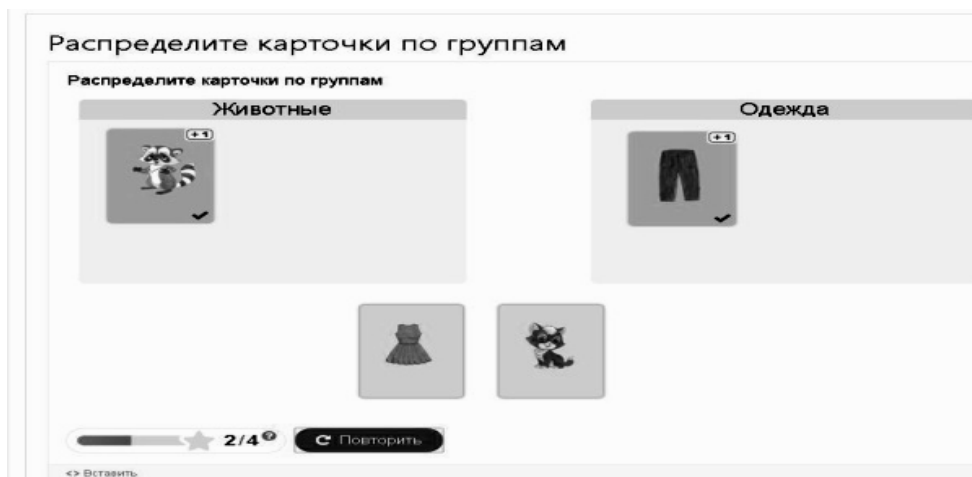 Распределите карточки по группам
Распределите карточки по группам
Животные
Одежда
+1
+1
2/4
Повторить
<> Вставить